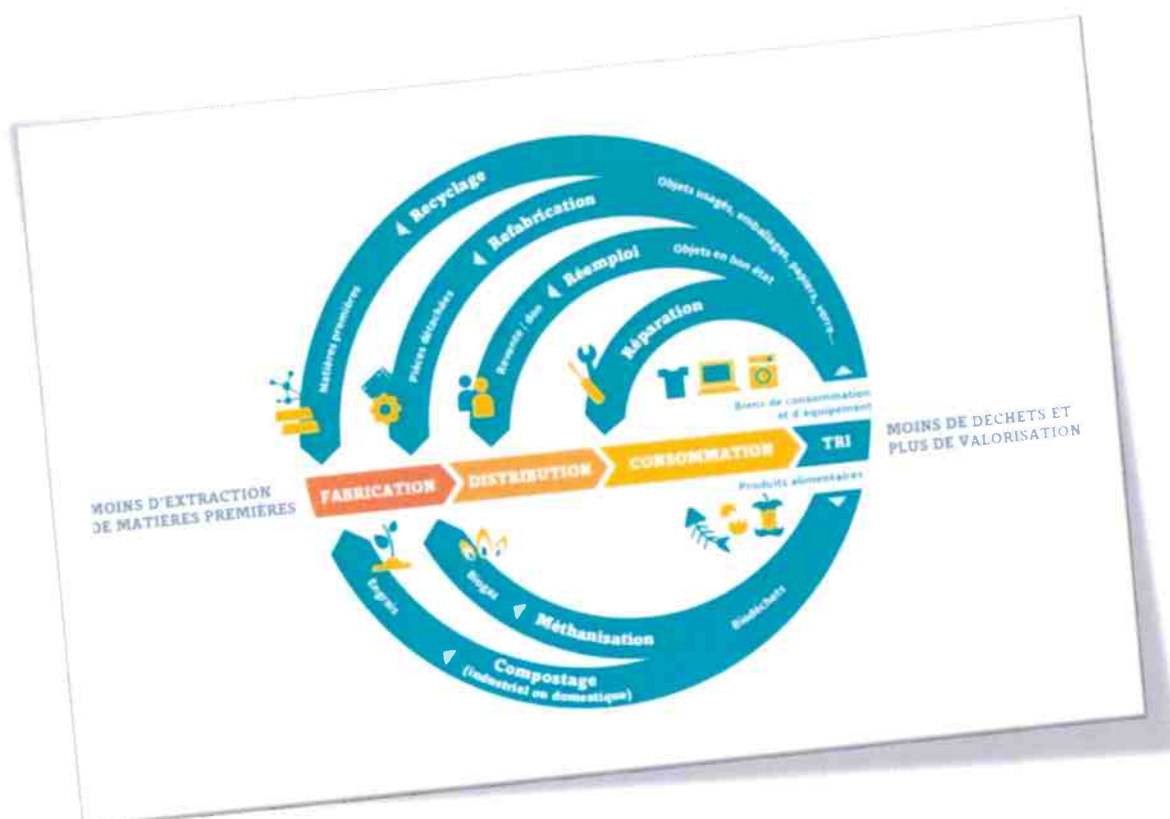 Recyclage
Matières premières
Refabrication
Pièces détachées
Réemploi
Revente / don
Réparation
Objets usagés, emballages, papiers, verre...
Objets en bon état
Biens de consommation
et d'équipement
MOINS D'EXTRACTION
DE MATIÈRES PREMIÈRES
FABRICATION
DISTRIBUTION
CONSOMMATION
TRI
MOINS DE DECHETS ET
PLUS DE VALORISATION
Produits alimentaires
Engrais
Biogaz
Méthanisation
Biodéchets
Compostage
(industriel ou domestique)